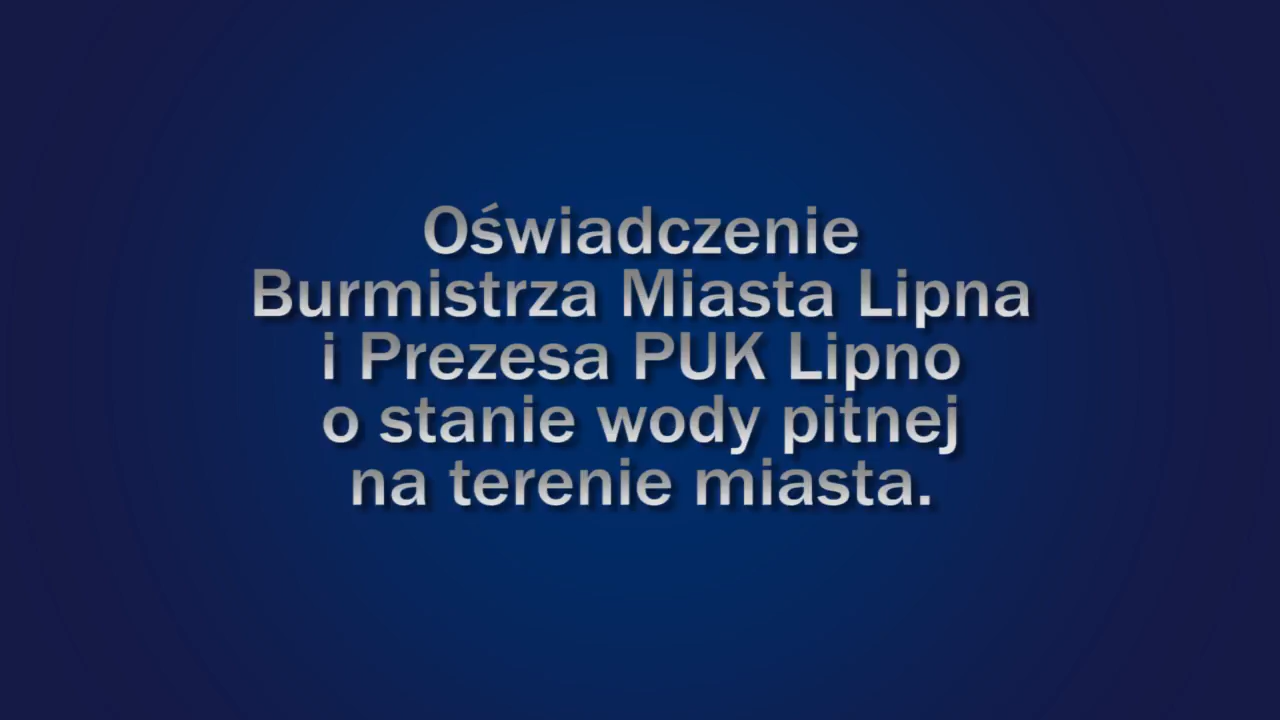 Oświadczenie
Burmistrza Miasta Lipna
i Prezesa PUK Lipno
o stanie wody pitnej
na terenie miasta.